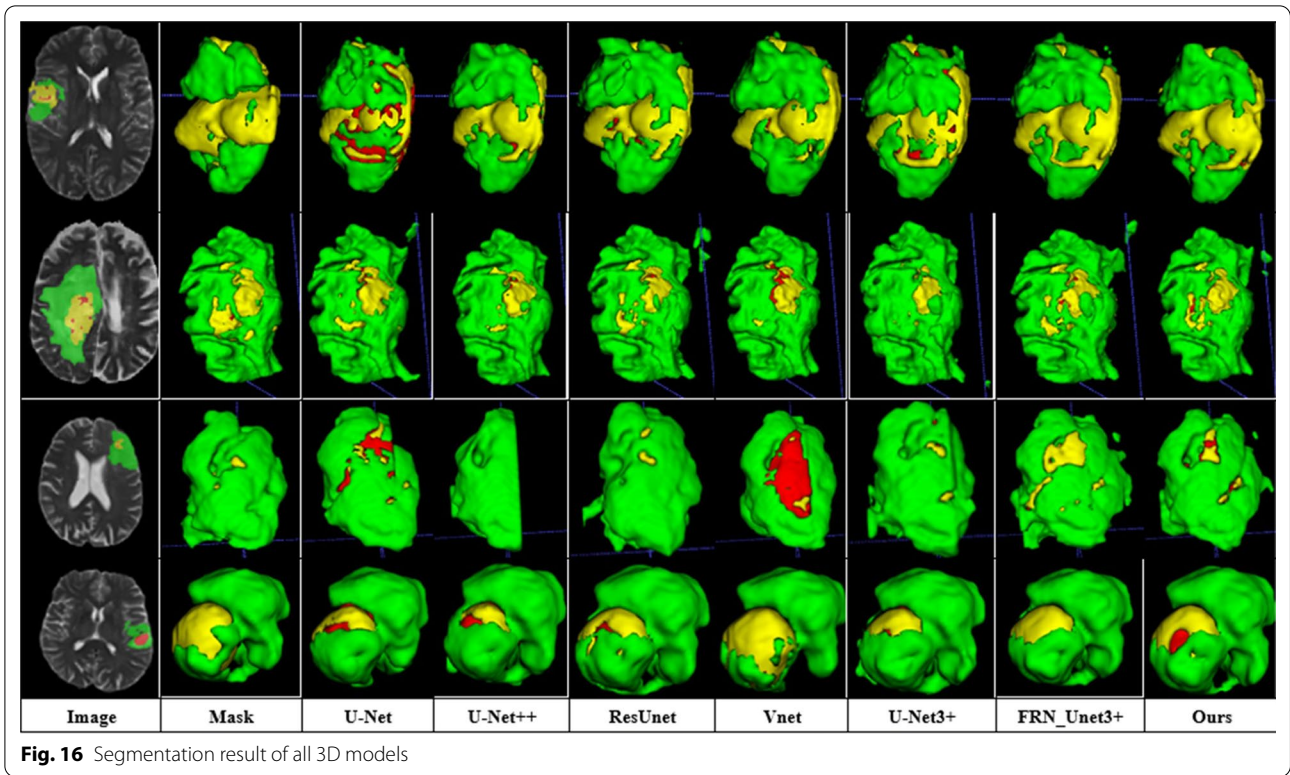 Image Mask U-Net U-Net++ ResUnet Vnet U-Net3+ FRN_Unet3+ Ours
Fig. 16 Segmentation result of all 3D models